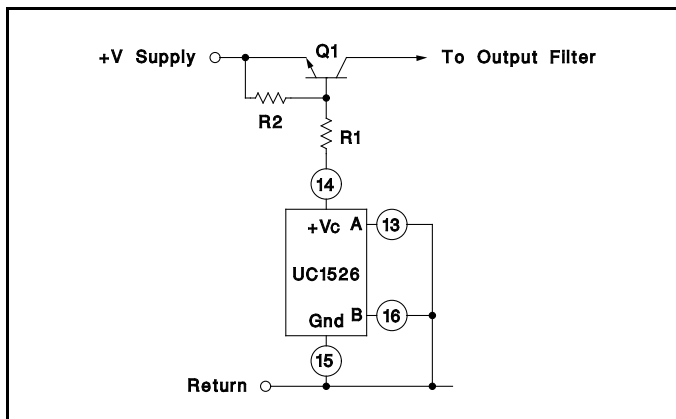 +V Supply
Q1
To Output Filter
R2
R1
14
+Vc A 13
UC1526
Gnd B 16
15
Return